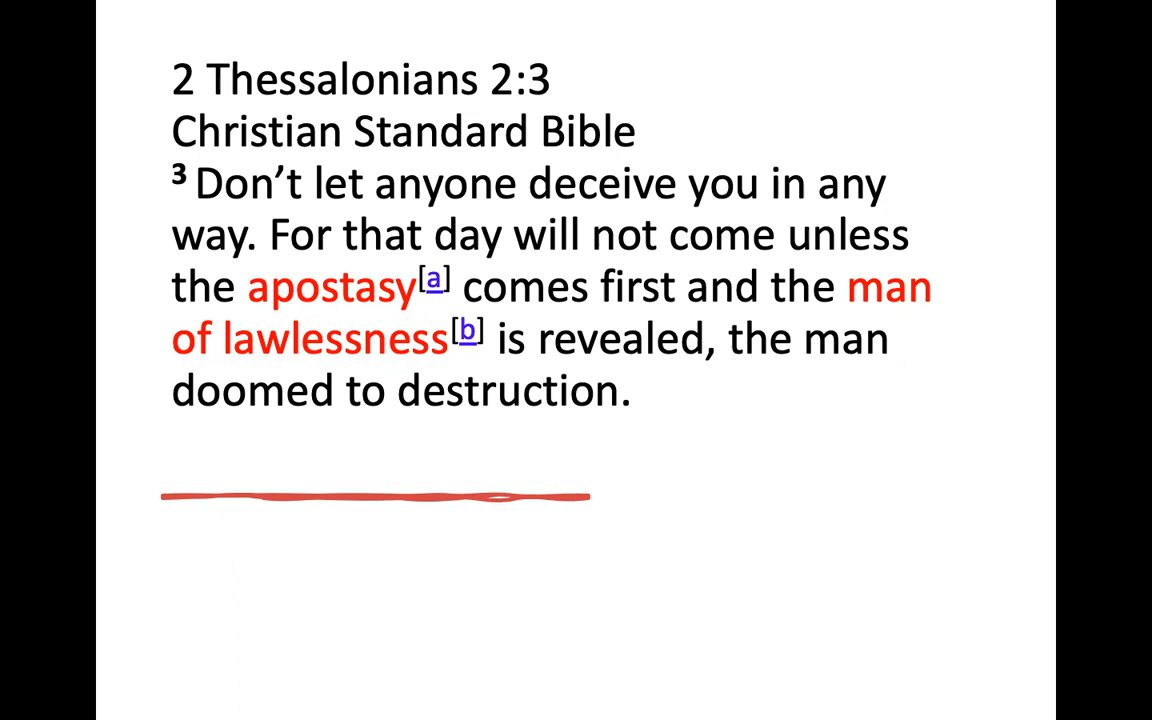 2 Thessalonians 2:3
Christian Standard Bible
3 Don’t let anyone deceive you in any
way. For that day will not come unless
the apostasy[a] comes first and the man
of lawlessness[b] is revealed, the man
doomed to destruction.